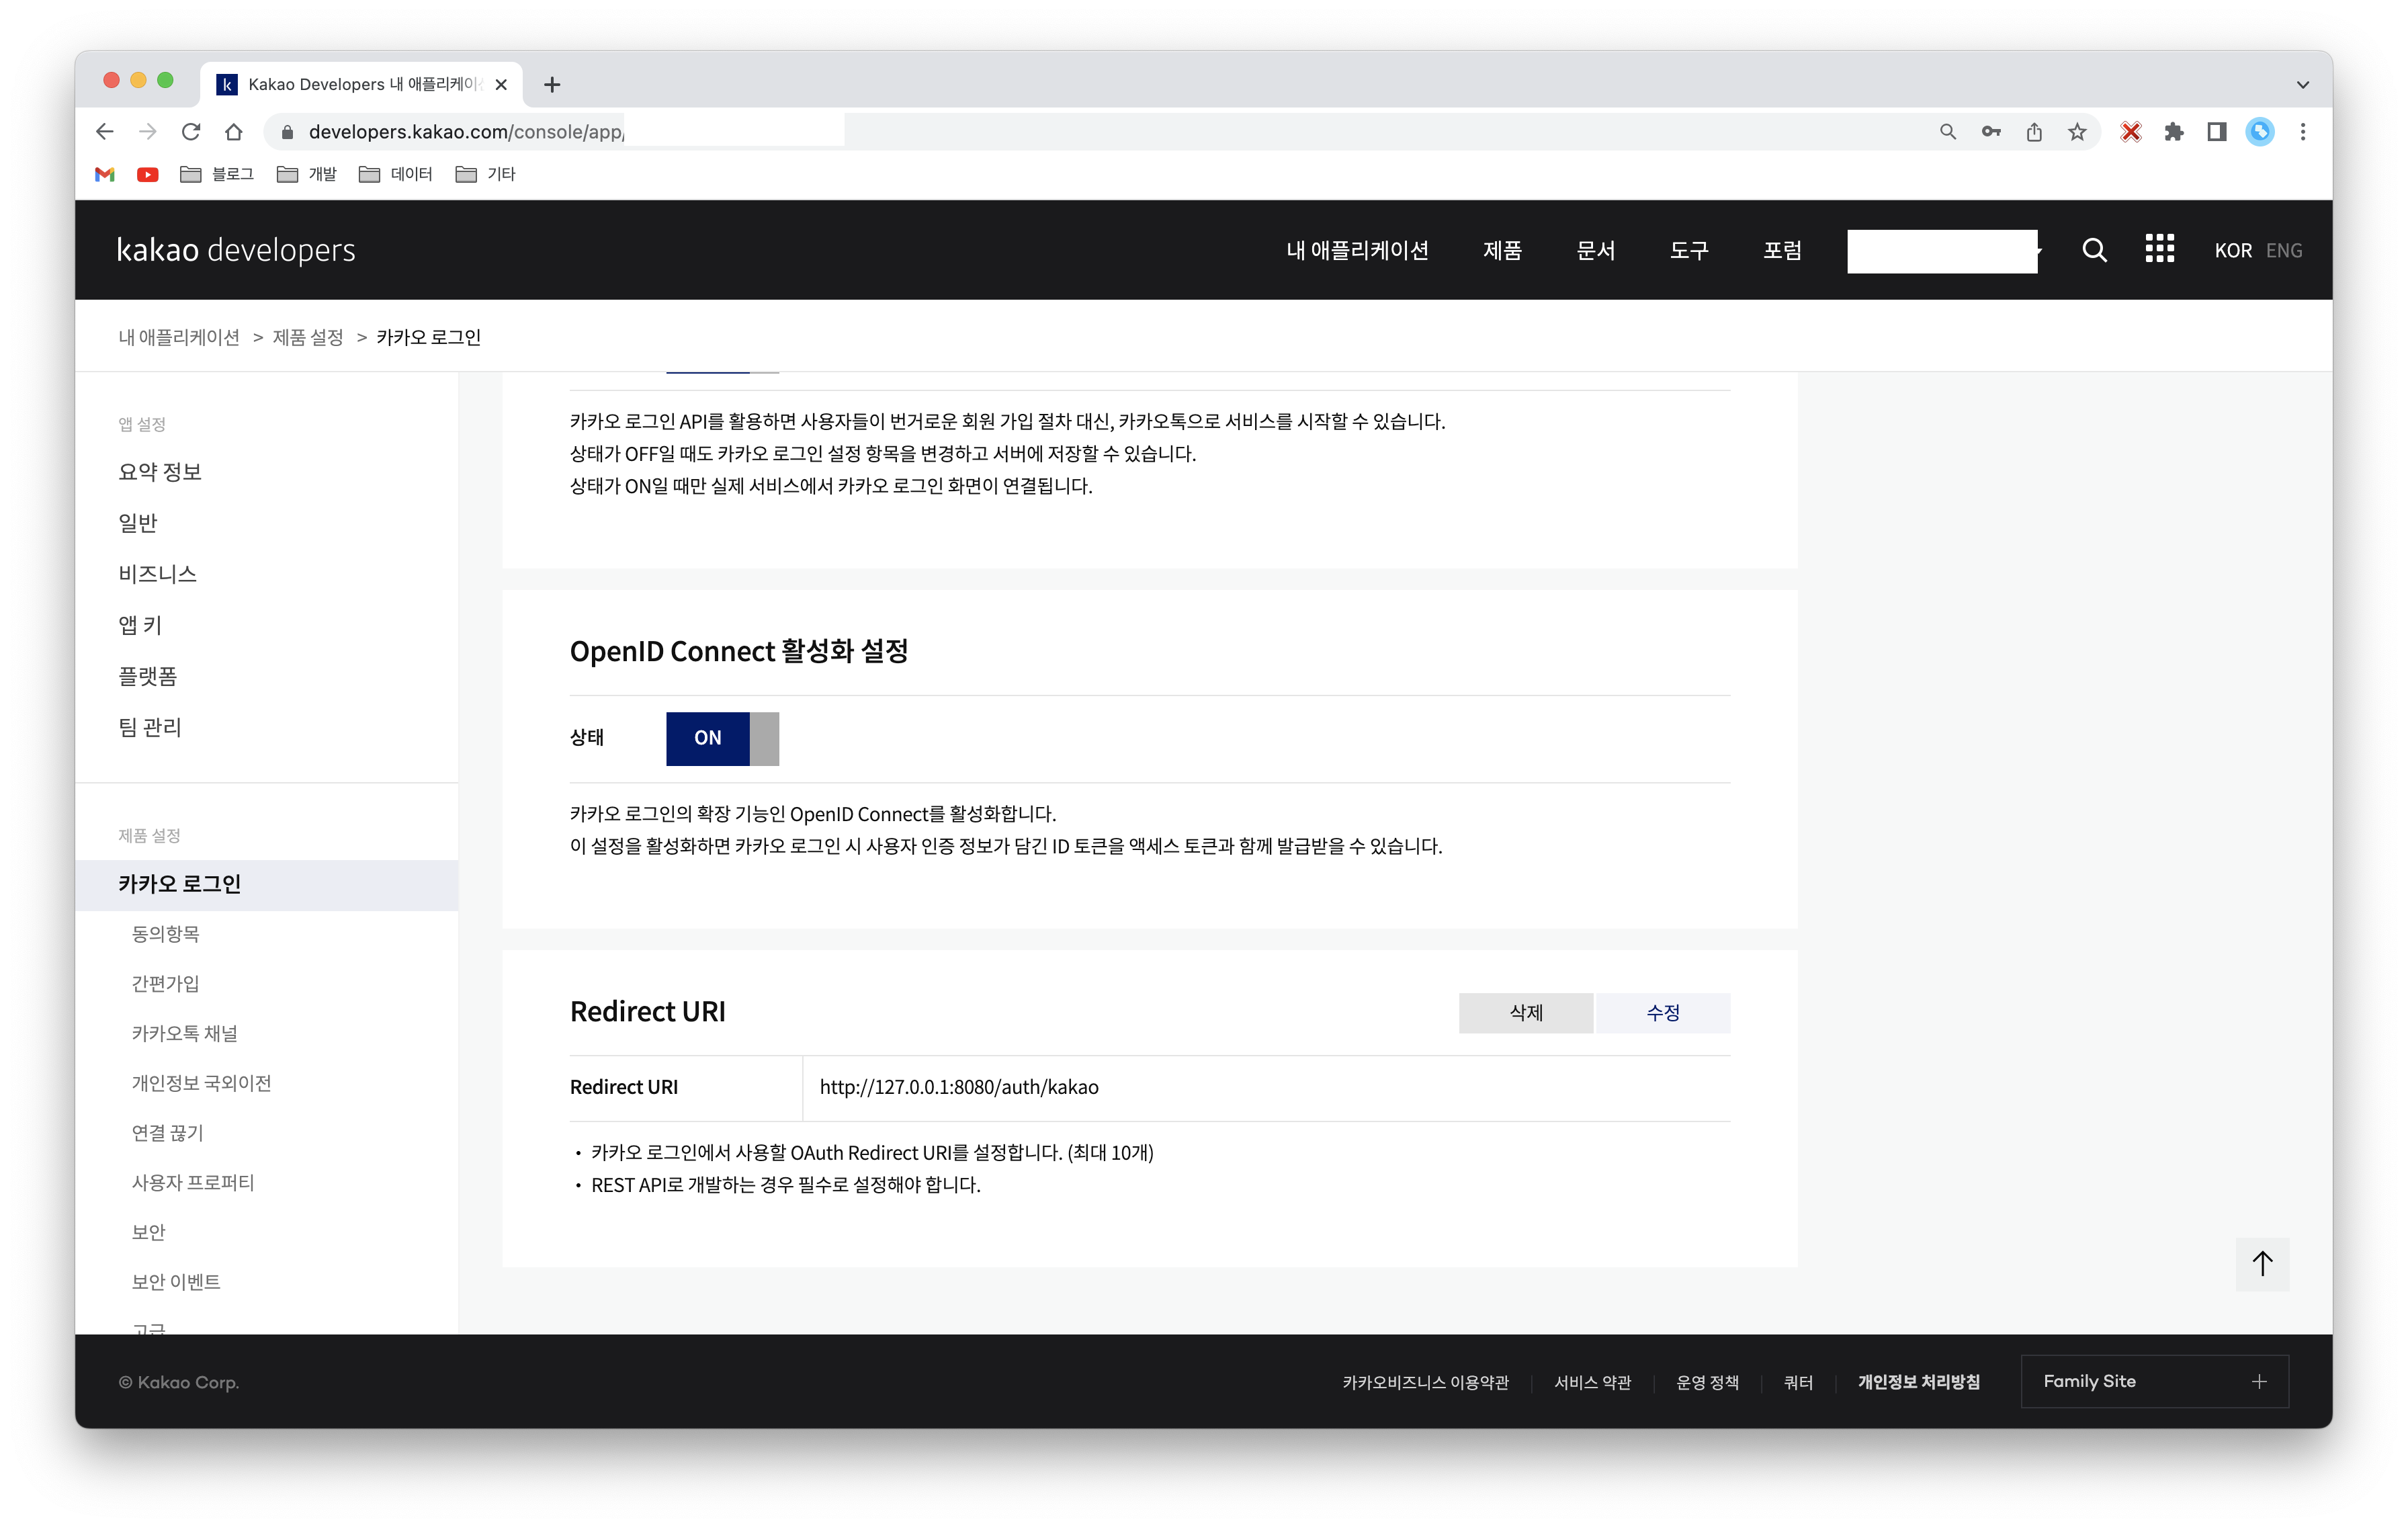 Kakao Developers 내 애플리케이
developers.kakao.com/console/app/
블로그 개발 데이터 기타
kakao developers
내 애플리케이션 제품 문서 도구 포럼 KOR ENG
내 애플리케이션 > 제품 설정 > 카카오 로그인
앱 설정
요약 정보
일반
비즈니스
앱 키
플랫폼
팀 관리
제품 설정
카카오 로그인
동의항목
간편가입
카카오톡 채널
개인정보 국외이전
연결 끊기
사용자 프로퍼티
보안
보안 이벤트
고급
카카오 로그인 API를 활용하면 사용자들이 번거로운 회원 가입 절차 대신, 카카오톡으로 서비스를 시작할 수 있습니다.
상태가 OFF일 때도 카카오 로그인 설정 항목을 변경하고 서버에 저장할 수 있습니다.
상태가 ON일 때만 실제 서비스에서 카카오 로그인 화면이 연결됩니다.
OpenID Connect 활성화 설정
상태 ON
카카오 로그인의 확장 기능인 OpenID Connect를 활성화합니다.
이 설정을 활성화하면 카카오 로그인 시 사용자 인증 정보가 담긴 ID 토큰을 액세스 토큰과 함께 발급받을 수 있습니다.
Redirect URI 삭제 수정
Redirect URI http://127.0.0.1:8080/auth/kakao
• 카카오 로그인에서 사용할 OAuth Redirect URI를 설정합니다. (최대 10개)
• REST API로 개발하는 경우 필수로 설정해야 합니다.
© Kakao Corp. 카카오비즈니스 이용약관 서비스 약관 운영 정책 쿼터 개인정보 처리방침 Family Site